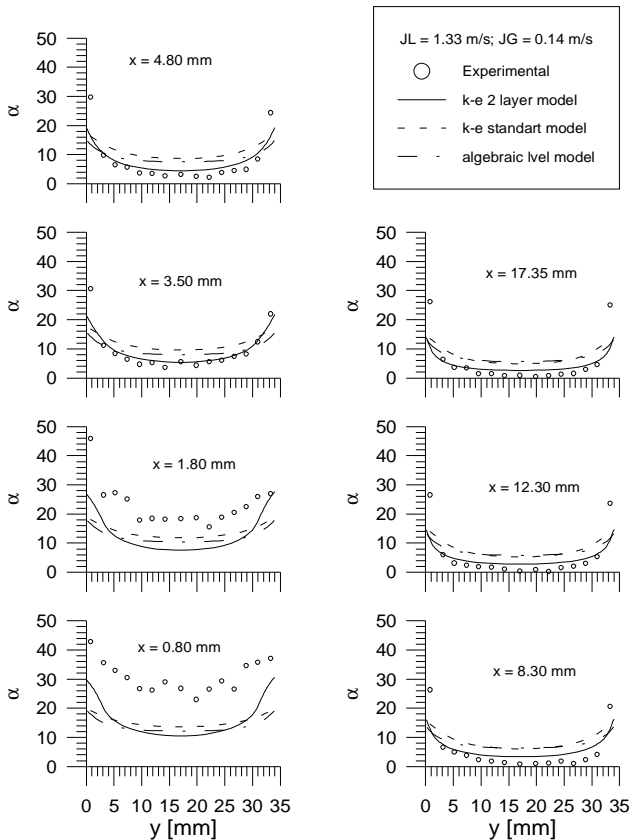 50
40
30
20
10
0
α
x = 4.80 mm
JL = 1.33 m/s; JG = 0.14 m/s
Experimental
k-e 2 layer model
k-e standart model
algebraic lvel model
50
40
30
20
10
0
α
x = 3.50 mm
50
40
30
20
10
0
α
x = 17.35 mm
50
40
30
20
10
0
α
x = 1.80 mm
50
40
30
20
10
0
α
x = 12.30 mm
50
40
30
20
10
0
α
x = 0.80 mm
0 5 10 15 20 25 30 35
y [mm]
50
40
30
20
10
0
α
x = 8.30 mm
0 5 10 15 20 25 30 35
y [mm]